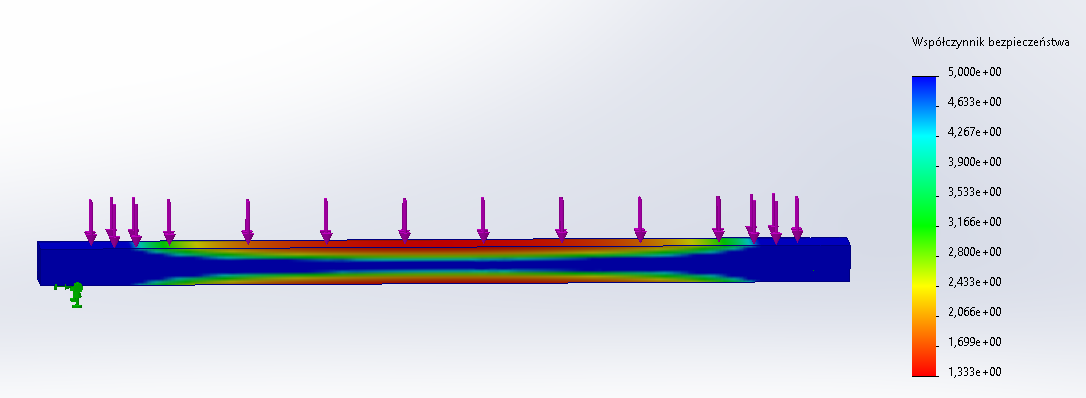 Współczynnik bezpieczeństwa
5,000e+00
4,633e+00
4,267e+00
3,900e+00
3,533e+00
3,166e+00
2,800e+00
2,433e+00
2,066e+00
1,699e+00
1,333e+00